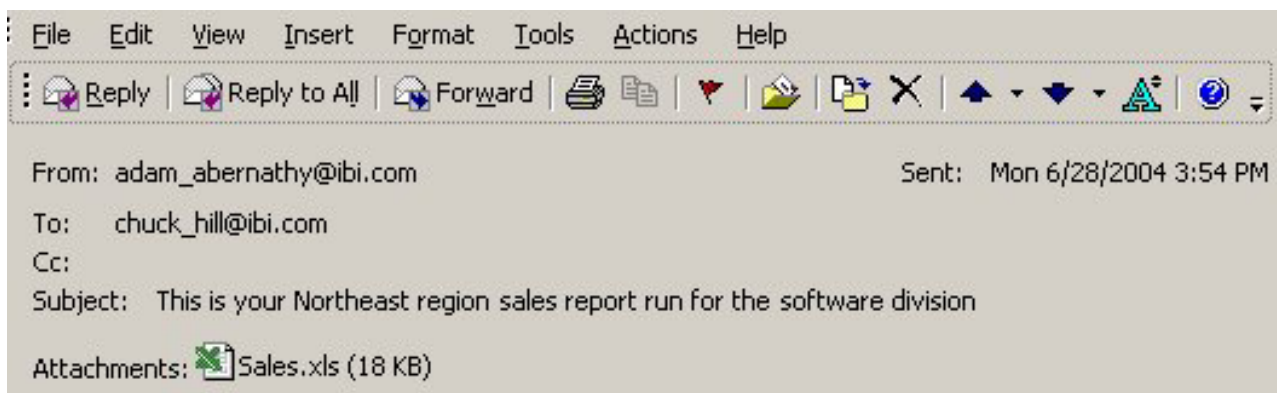 File Edit View Insert Format Tools Actions Help
Reply Reply to All Forward A
From: adam_abernathy@ibi.com Sent: Mon 6/28/2004 3:54 PM
To: chuck_hill@ibi.com
Cc:
Subject: This is your Northeast region sales report run for the software division
Attachments: Sales.xls (18 KB)